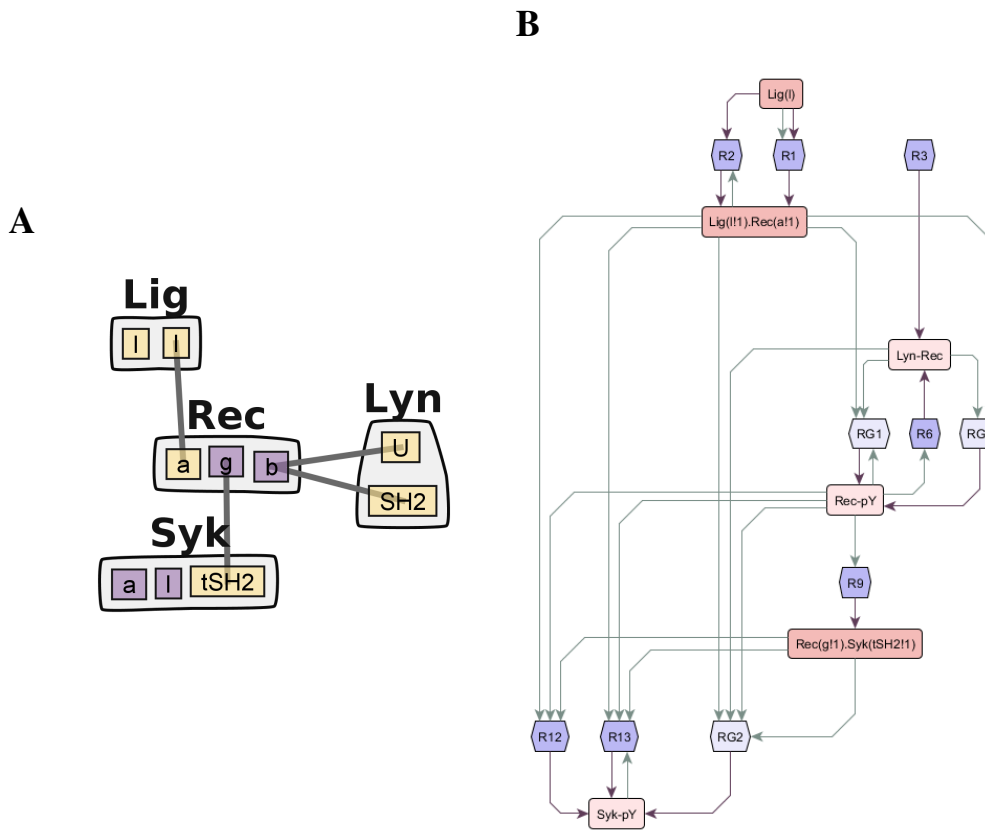 B
Lig(l)
R2
R1
R3
A
Lig(l!1).Rec(a!1)
Lig
l
l
Lyn-Rec
Rec
Lyn
a
g
b
U
SH2
RG1
R6
RG
Rec-pY
Syk
a
l
tSH2
R9
Rec(g!1).Syk(tSH2!1)
R12
R13
RG2
Syk-pY